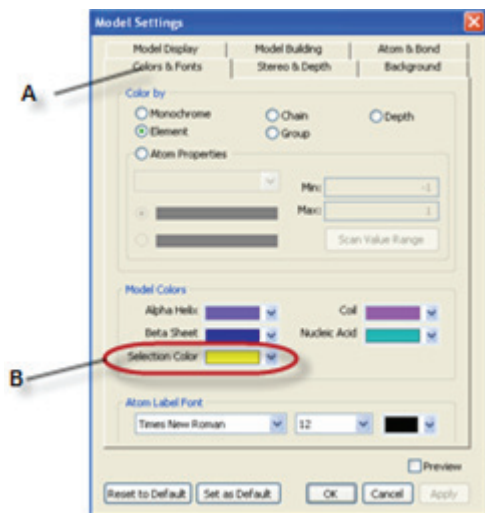 Model Settings
Model Display Model Building Atom & Bond
Colors & Fonts Stereo & Depth Background
A
Color by
Monochrome Chain Depth
Element Group
Atom Properties
Min: -1
Max: 1
Scan Value Range
Model Colors
Alpha Helix Coil
Beta Sheet Nucleic Acid
Selection Color
B
Atom Label Font
Times New Roman 12
Preview
Reset to Default Set as Default OK Cancel Apply